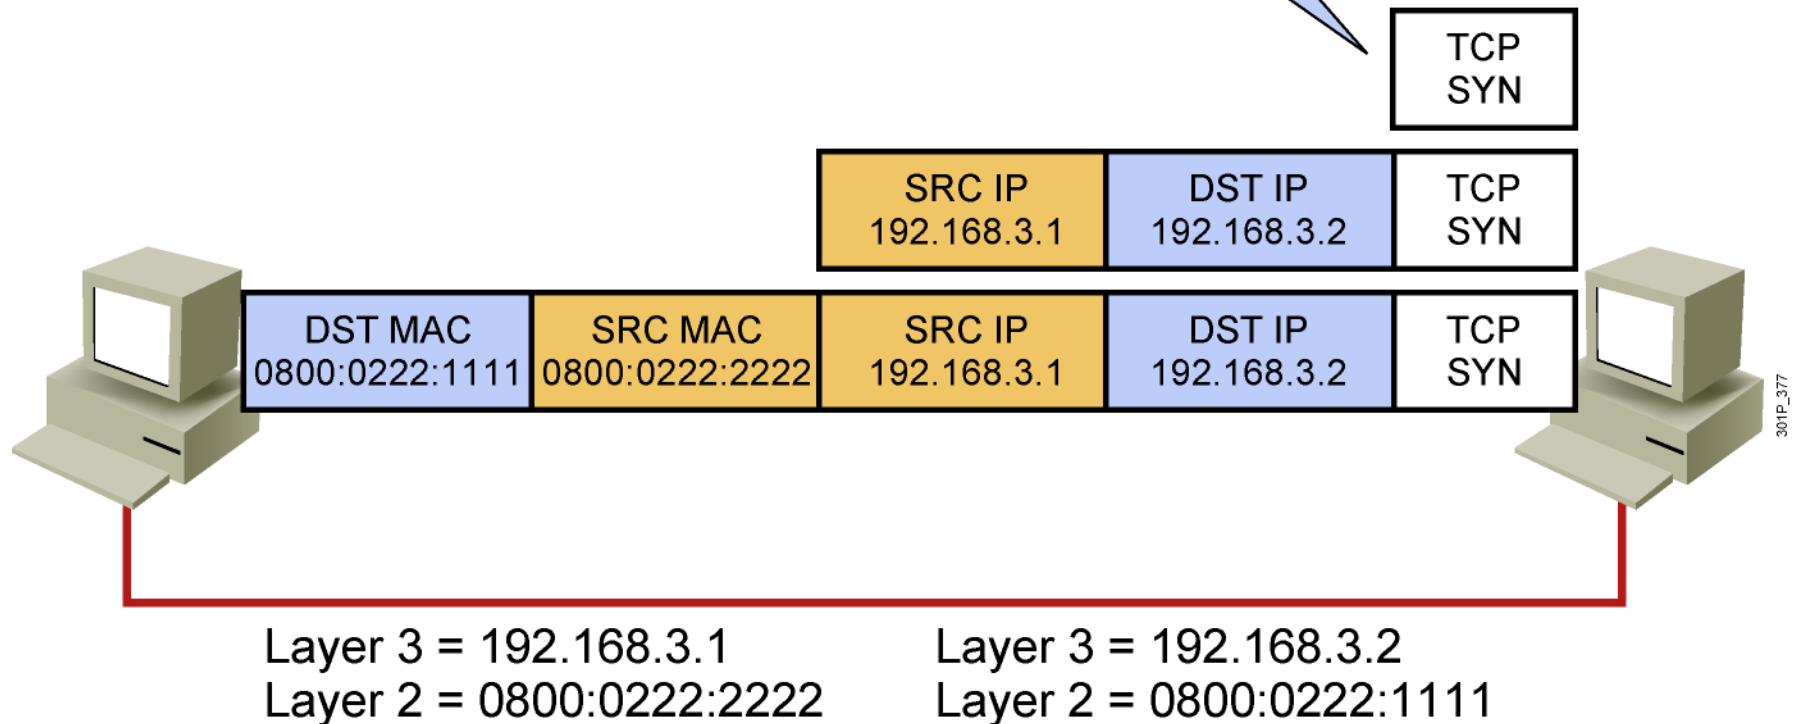 TCP
SYN
SRC IP
192.168.3.1
DST IP
192.168.3.2
TCP
SYN
DST MAC
0800:0222:1111
SRC MAC
0800:0222:2222
SRC IP
192.168.3.1
DST IP
192.168.3.2
TCP
SYN
301P_377
Layer 3 = 192.168.3.1
Layer 2 = 0800:0222:2222
Layer 3 = 192.168.3.2
Layer 2 = 0800:0222:1111